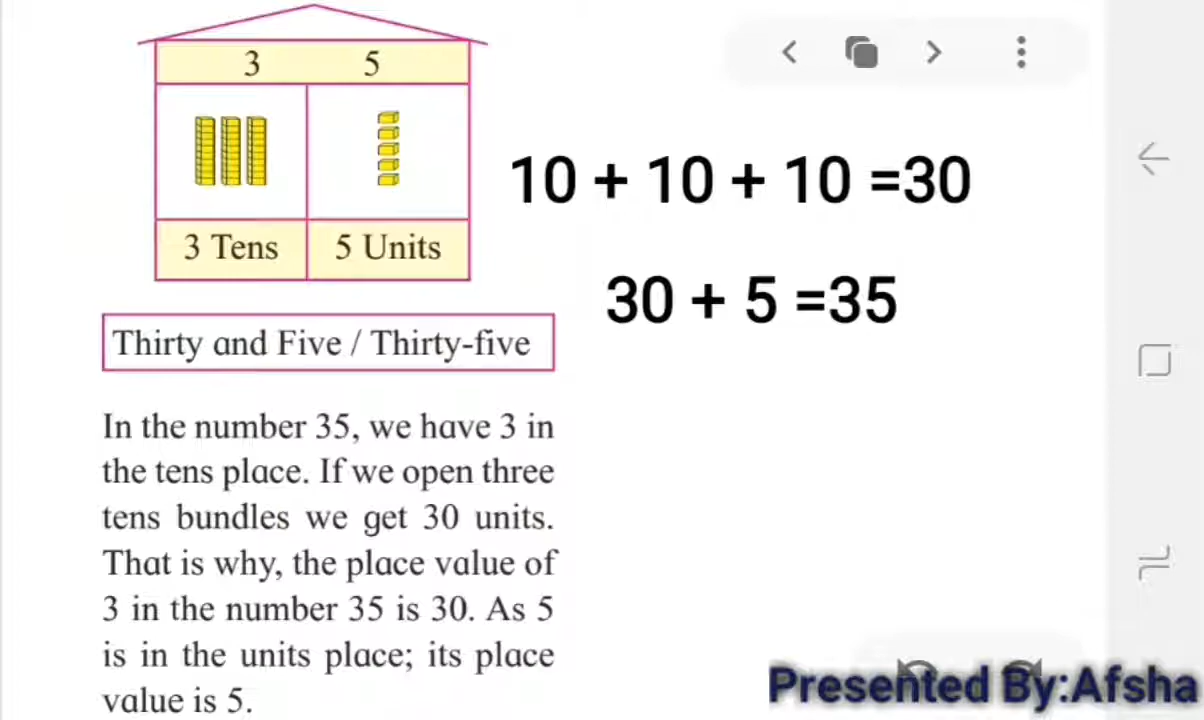 3 5
3 Tens 5 Units
10 + 10 + 10 =30
30 + 5 =35
Thirty and Five / Thirty-five
In the number 35, we have 3 in
the tens place. If we open three
tens bundles we get 30 units.
That is why, the place value of
3 in the number 35 is 30. As 5
is in the units place; its place
value is 5.
Presented By:Afsha